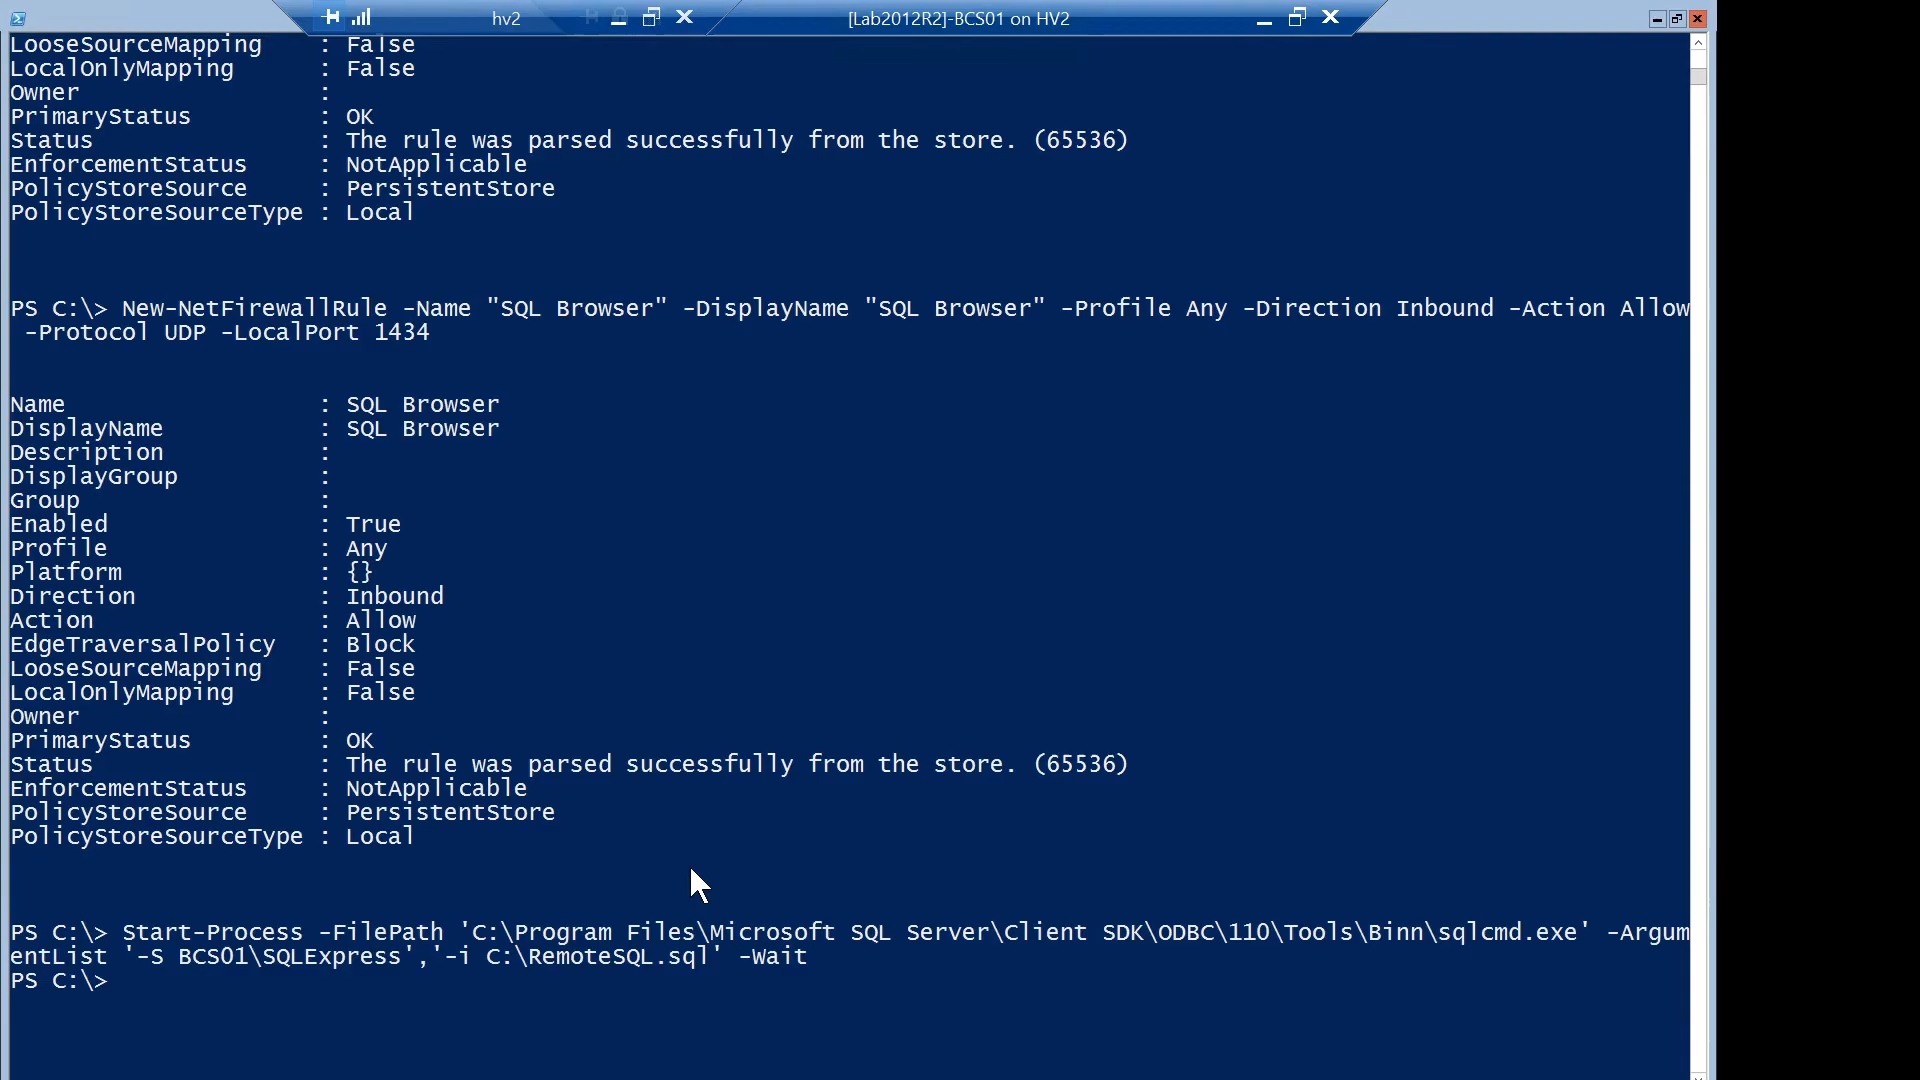 hv2
[Lab2012R2]-BCS01 on HV2
LooseSourceMapping : False
LocalOnlyMapping : False
Owner :
PrimaryStatus : OK
Status : The rule was parsed successfully from the store. (65536)
EnforcementStatus : NotApplicable
PolicyStoreSource : PersistentStore
PolicyStoreSourceType : Local
PS C:\> New-NetFirewallRule -Name "SQL Browser" -DisplayName "SQL Browser" -Profile Any -Direction Inbound -Action Allow
-Protocol UDP -LocalPort 1434
Name : SQL Browser
DisplayName : SQL Browser
Description :
DisplayGroup :
Group :
Enabled : True
Profile : Any
Platform : {}
Direction : Inbound
Action : Allow
EdgeTraversalPolicy : Block
LooseSourceMapping : False
LocalOnlyMapping : False
Owner :
PrimaryStatus : OK
Status : The rule was parsed successfully from the store. (65536)
EnforcementStatus : NotApplicable
PolicyStoreSource : PersistentStore
PolicyStoreSourceType : Local
PS C:\> Start-Process -FilePath 'C:\Program Files\Microsoft SQL Server\Client SDK\ODBC\110\Tools\Binn\sqlcmd.exe' -Argum
entList '-S BCS01\SQLExpress','-i C:\RemoteSQL.sql' -Wait
PS C:\>